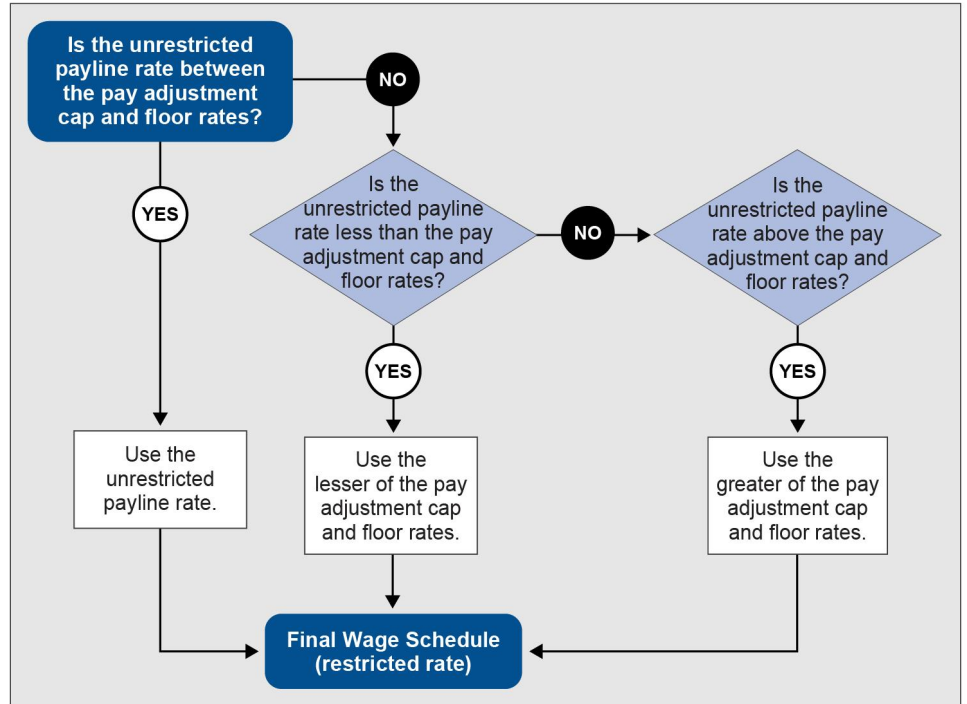 Is the unrestricted
payline rate between
the pay adjustment
cap and floor rates?
NO
YES
Is the
unrestricted payline
rate less than the pay
adjustment cap and
floor rates?
NO
Is the
unrestricted payline
rate above the pay
adjustment cap and
floor rates?
YES
YES
Use the
unrestricted
payline rate.
Use the
lesser of the pay
adjustment cap
and floor rates.
Use the
greater of the pay
adjustment cap
and floor rates.
Final Wage Schedule
(restricted rate)